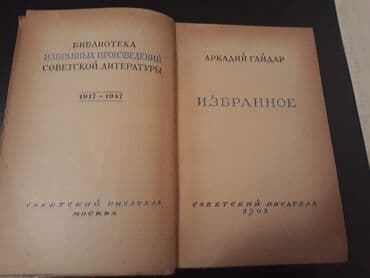 БИБЛИОТЕКА
ИЗБРАННЫХ ПРОИЗВЕДЕНИЙ
СОВЕТСКОЙ ЛИТЕРАТУРЫ
1917-1947
СОВЕТСКИЙ ПИСАТЕЛЬ
МОСКВА
АРКАДИЙ ГАЙДАР
ИЗБРАННОЕ
СОВЕТСКИЙ ПИСАТЕЛЬ
1947